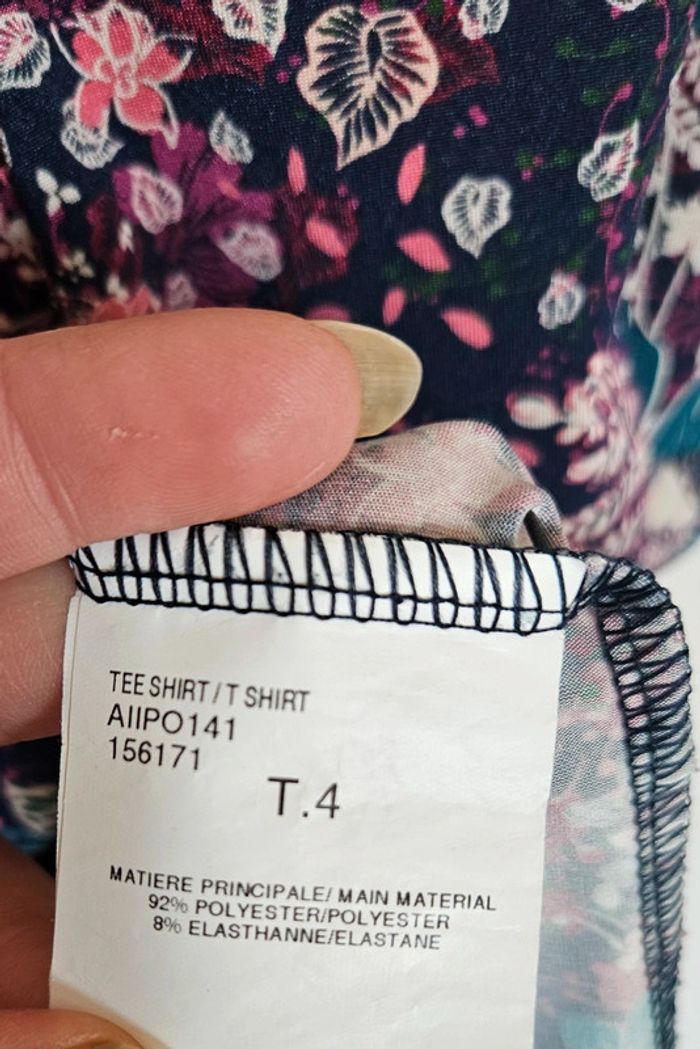 TEE SHIRT / T SHIRT
AIIPO141
156171
T.4
MATIERE PRINCIPALE/ MAIN MATERIAL
92% POLYESTER/POLYESTER
8% ELASTHANNE/ELASTANE